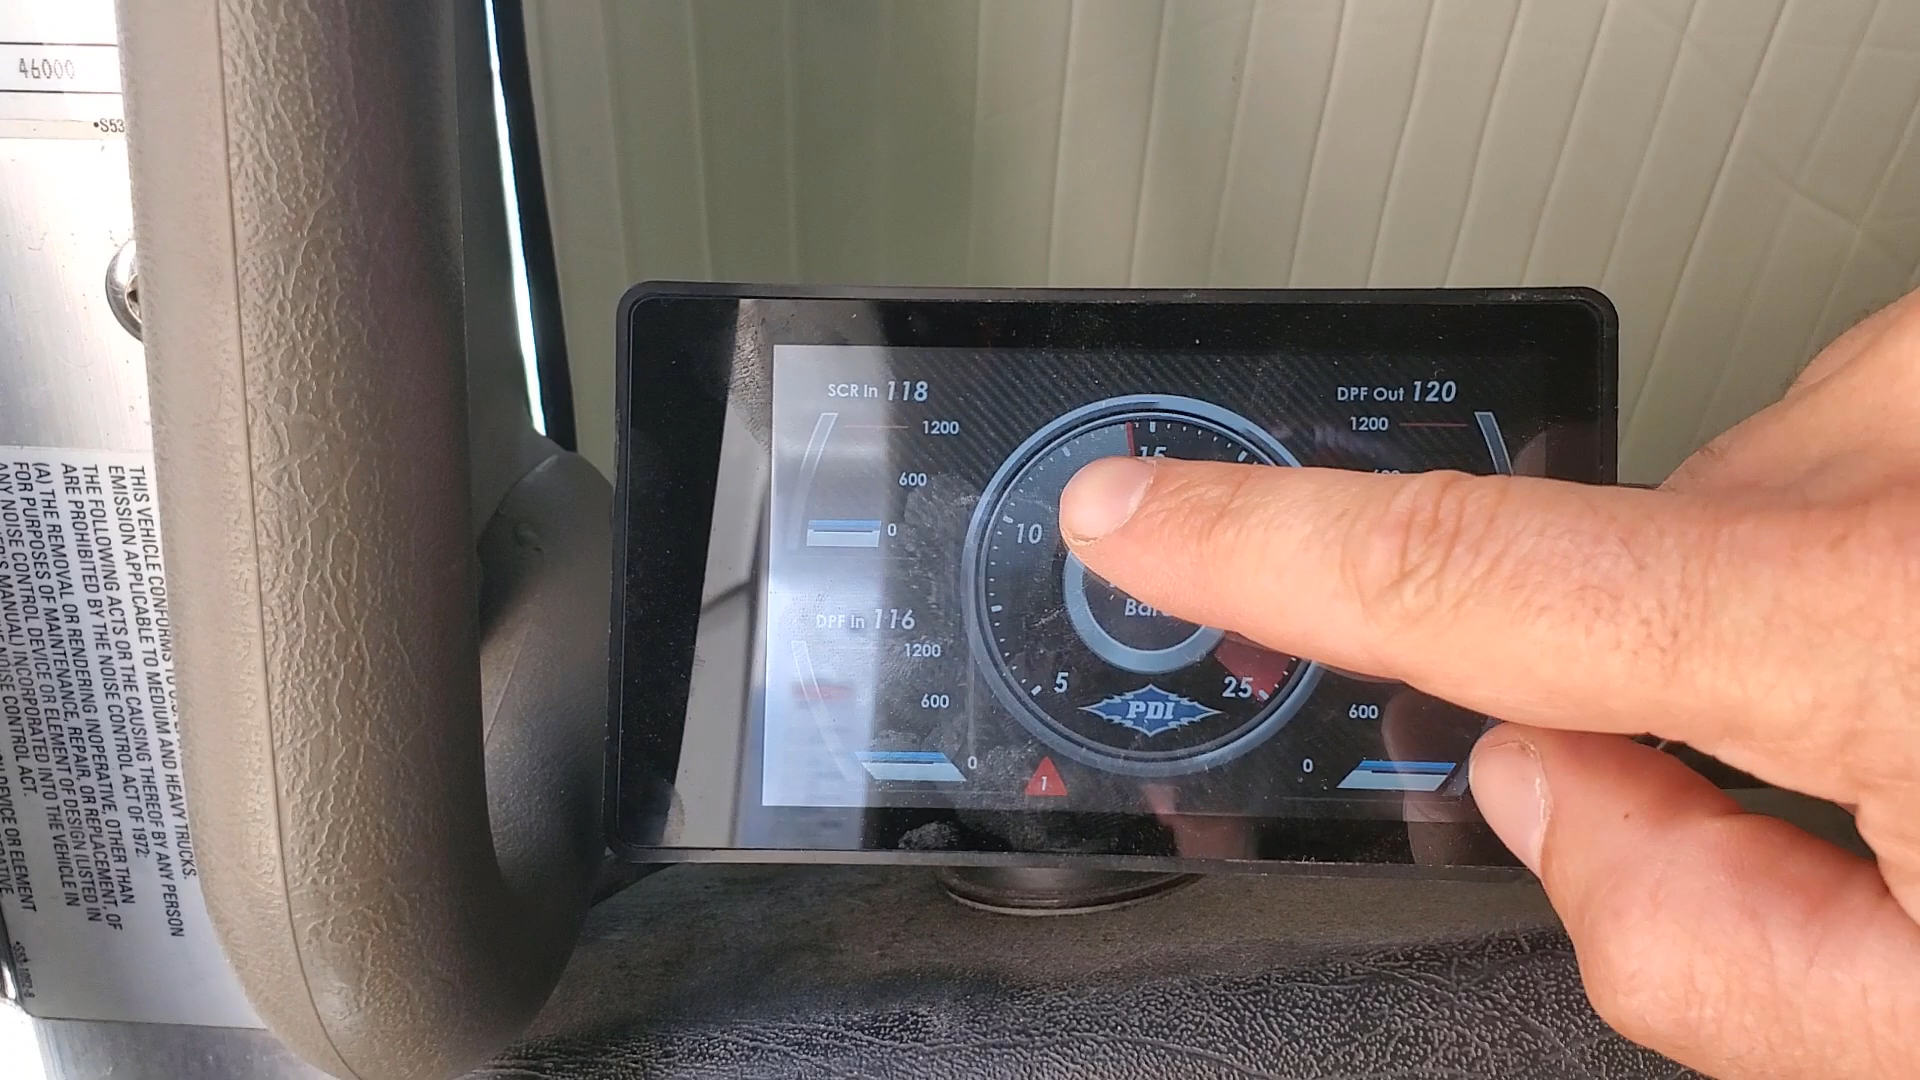 46000
•S53
THIS VEHICLE CONFORMS TO
MEDIUM AND HEAVY TRUCKS.
EMISSION APPLICABLE TO
THE FOLLOWING ACTS OR THE CAUSING THEREOF BY ANY PERSON
ARE PROHIBITED BY THE NOISE CONTROL ACT OF 1972:
(A) THE REMOVAL OR RENDERING INOPERATIVE, OTHER THAN
FOR PURPOSES OF MAINTENANCE, REPAIR, OR REPLACEMENT, OF
ANY NOISE CONTROL DEVICE OR ELEMENT OF DESIGN (LISTED IN
MANUAL) INCORPORATED INTO THE VEHICLE IN
CONTROL ACT.
DEVICE OR ELEMENT
SCR In 118
1200
600
0
DPF Out 120
1200
15
10
5
25
PDI
DPF In 116
1200
600
0
1
600
0